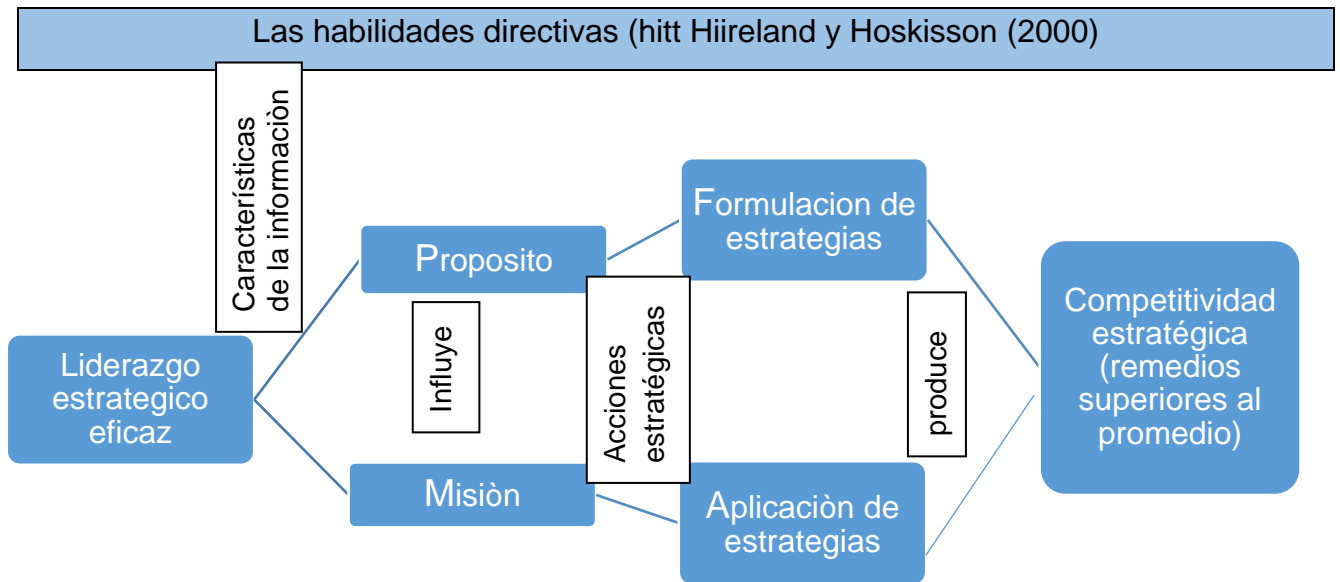 Las habilidades directivas (hitt Hiireland y Hoskisson (2000)
Características
de la informaciòn
Liderazgo
estrategico
eficaz
Proposito
Influye
Misiòn
Acciones
estratégicas
Formulacion de
estrategias
Aplicaciòn de
estrategias
produce
Competitividad
estratégica
(remedios
superiores al
promedio)